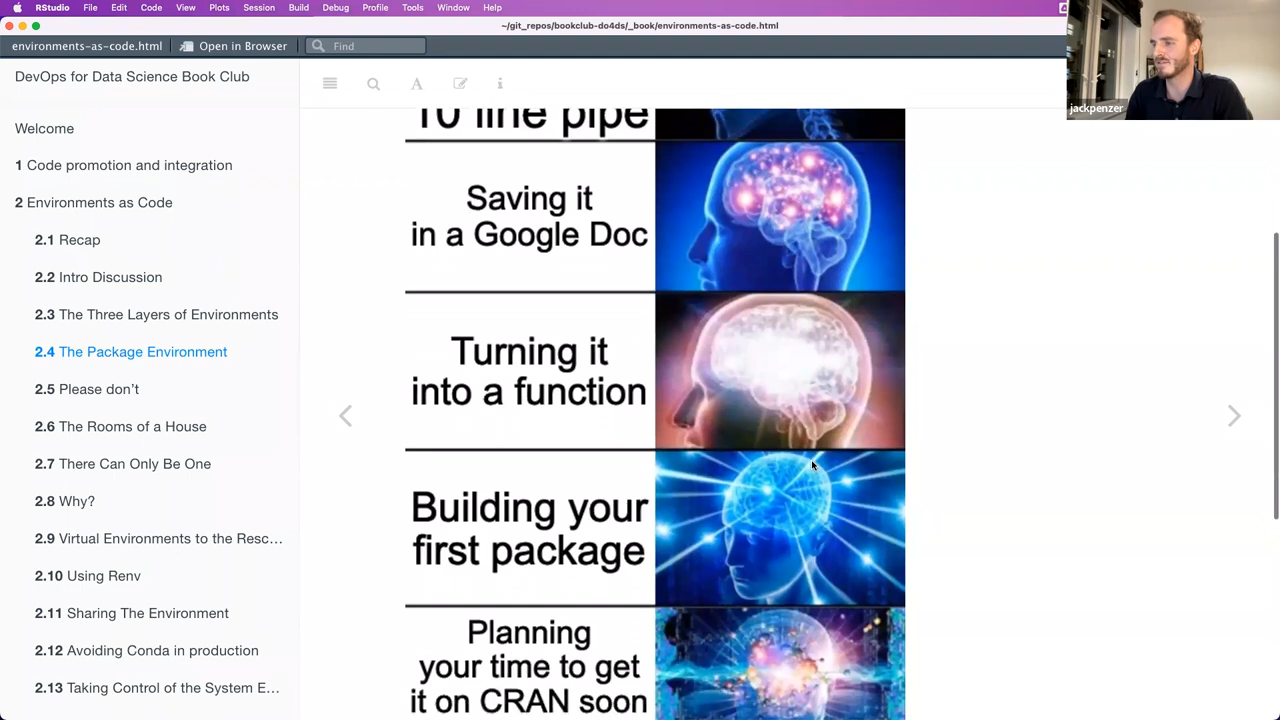 RStudio File Edit Code View Plots Session Build Debug Profile Tools Window Help
~/git_repos/bookclub-do4ds/_book/environments-as-code.html
environments-as-code.html Open in Browser Find
DevOps for Data Science Book Club
Welcome
1 Code promotion and integration
2 Environments as Code
2.1 Recap
2.2 Intro Discussion
2.3 The Three Layers of Environments
2.4 The Package Environment
2.5 Please don't
2.6 The Rooms of a House
2.7 There Can Only Be One
2.8 Why?
2.9 Virtual Environments to the Resc…
2.10 Using Renv
2.11 Sharing The Environment
2.12 Avoiding Conda in production
2.13 Taking Control of the System E…
A
i
10 line pipe
Saving it
in a Google Doc
Turning it
into a function
Building your
first package
Planning
your time to get
it on CRAN soon
jackpenzer